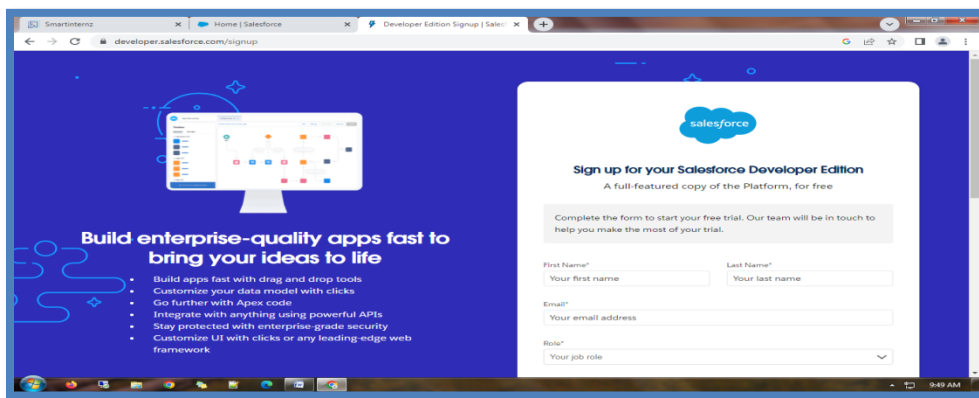 Smartinternz
Home | Salesforce
Developer Edition Signup | Sales
developer.salesforce.com/signup
Build enterprise-quality apps fast to
bring your ideas to life
Build apps fast with drag and drop tools
Customize your data model with clicks
Go further with Apex code
Integrate with anything using powerful APIs
Stay protected with enterprise-grade security
Customize UI with clicks or any leading-edge web
framework
salesforce
Sign up for your Salesforce Developer Edition
A full-featured copy of the Platform, for free
Complete the form to start your free trial. Our team will be in touch to
help you make the most of your trial.
First Name* Last Name*
Your first name Your last name
Email*
Your email address
Role*
Your job role
9:49 AM